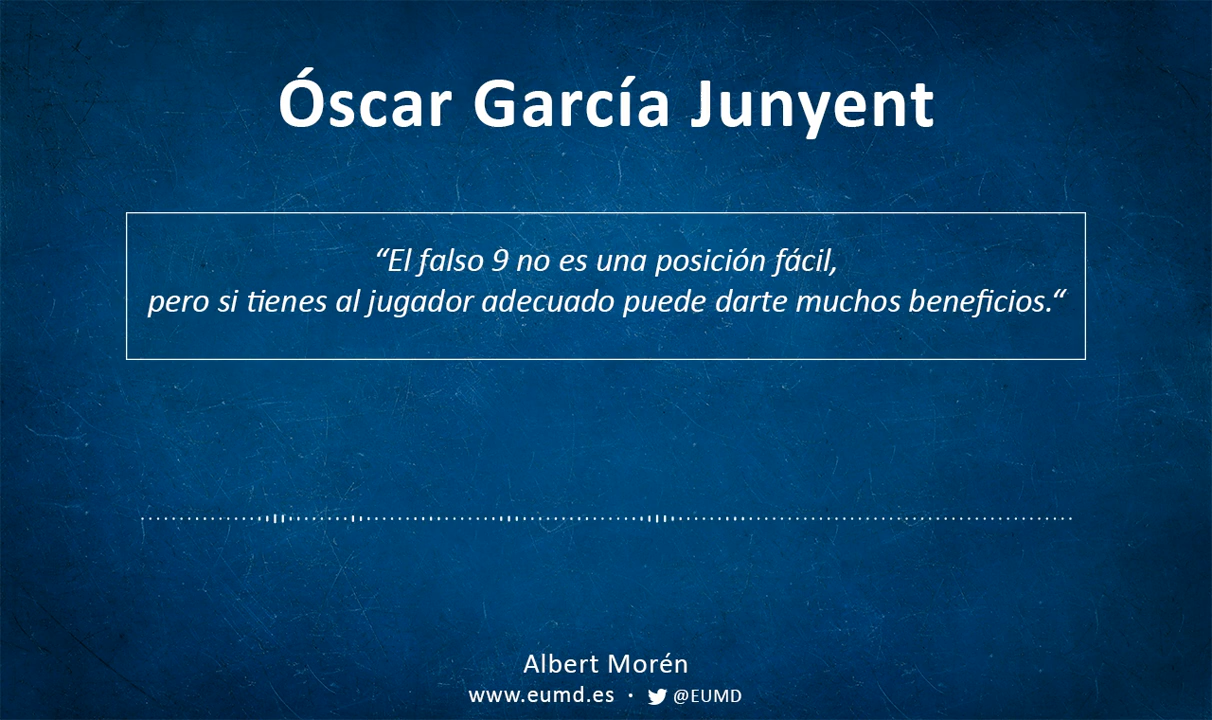 Óscar García Junyent
“El falso 9 no es una posición fácil,
pero si tienes al jugador adecuado puede darte muchos beneficios.“
Albert Morén
www.eumd.es · @EUMD